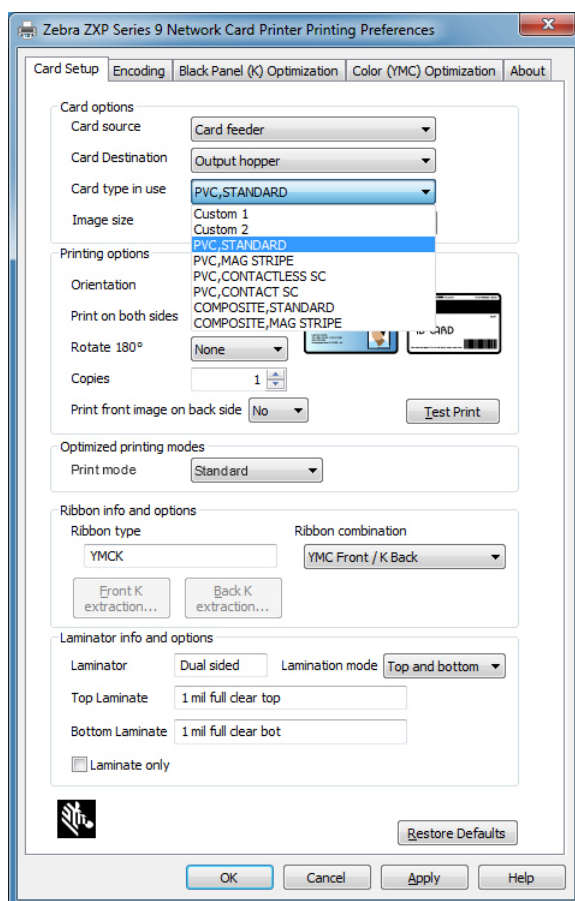 Zebra ZXP Series 9 Network Card Printer Printing Preferences
Card Setup Encoding Black Panel (K) Optimization Color (YMC) Optimization About
Card options
Card source Card feeder
Card Destination Output hopper
Card type in use PVC,STANDARD
Custom 1
Image size
Custom 2
PVC,STANDARD
Printing options
PVC,MAG STRIPE
PVC,CONTACTLESS SC
Orientation
PVC,CONTACT SC
COMPOSITE,STANDARD
Print on both sides
COMPOSITE,MAG STRIPE
ID CARD
Rotate 180° None
Copies 1
Print front image on back side No Test Print
Optimized printing modes
Print mode Standard
Ribbon info and options
Ribbon type Ribbon combination
YMCK YMC Front / K Back
Front K extraction... Back K extraction...
Laminator info and options
Laminator Dual sided Lamination mode Top and bottom
Top Laminate 1 mil full clear top
Bottom Laminate 1 mil full clear bot
Laminate only
Restore Defaults
OK Cancel Apply Help